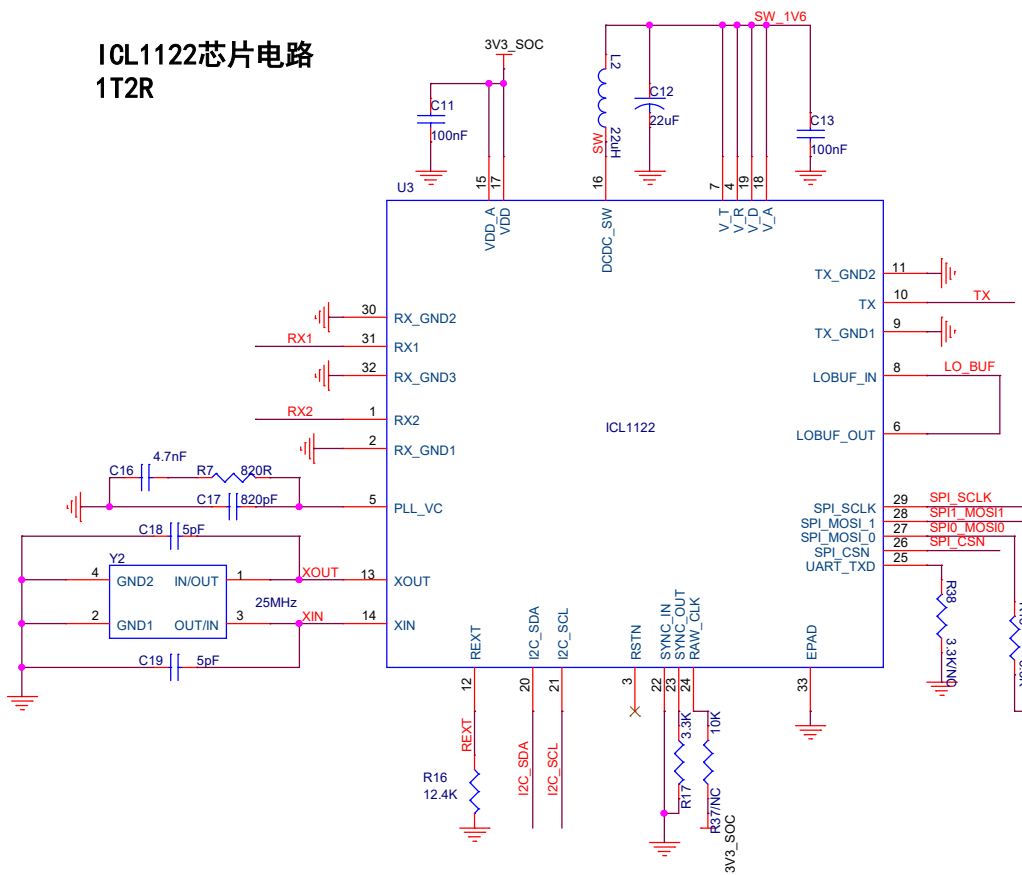 ICL1122芯片电路
1T2R
3V3_SOC
SW_1V6
C11
100nF
L2
22uH
SW
C12
22uF
C13
100nF
U3
15
17
16
7
4
19
18
VDD_A
VDD
DCDC_SW
V_T
V_R
V_D
V_A
TX_GND2
11
TX
10
TX
TX_GND1
9
LOBUF_IN
8
LO_BUF
LOBUF_OUT
6
30
RX_GND2
RX1
31
RX1
32
RX_GND3
RX2
1
RX2
2
RX_GND1
ICL1122
4.7nF
C16
R7
820R
C17
820pF
5
PLL_VC
C18
5pF
Y2
4
GND2
IN/OUT
1
XOUT
13
XOUT
25MHz
2
GND1
OUT/IN
3
XIN
14
XIN
C19
5pF
SPI_SCLK
29
SPI_SCLK
SPI_MOSI_1
28
SPI1_MOSI1
SPI_MOSI_0
27
SPI0_MOSI0
SPI_CSN
26
SPI_CSN
UART_TXD
25
R38
3.3K/NC
REXT
I2C_SDA
I2C_SCL
RSTN
SYNC_IN
SYNC_OUT
RAW_CLK
EPAD
12
20
21
3
22
23
24
33
REXT
I2C_SDA
I2C_SCL
R16
12.4K
3.3K
R17
10K
R37/NC
3V3_SOC